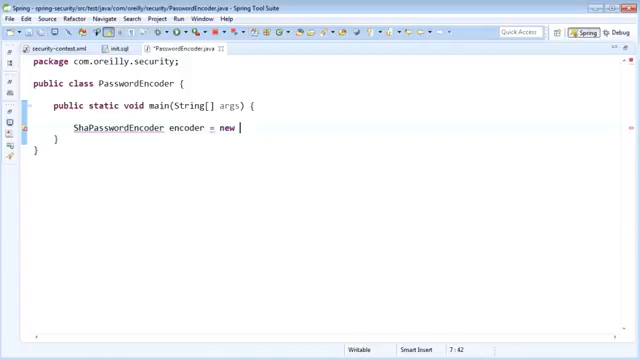 Spring - spring-security/src/test/java/com/oreilly/security/PasswordEncoder.java - Spring Tool Suite
File Edit Source Refactor Navigate Search Project Run Window Help
Quick Access
Spring
Debug
security-context.xml
init.sql
*PasswordEncoder.java
package com.oreilly.security;
public class PasswordEncoder {
public static void main(String[] args) {
ShaPasswordEncoder encoder = new
}
}
Writable
Smart Insert
7 : 42